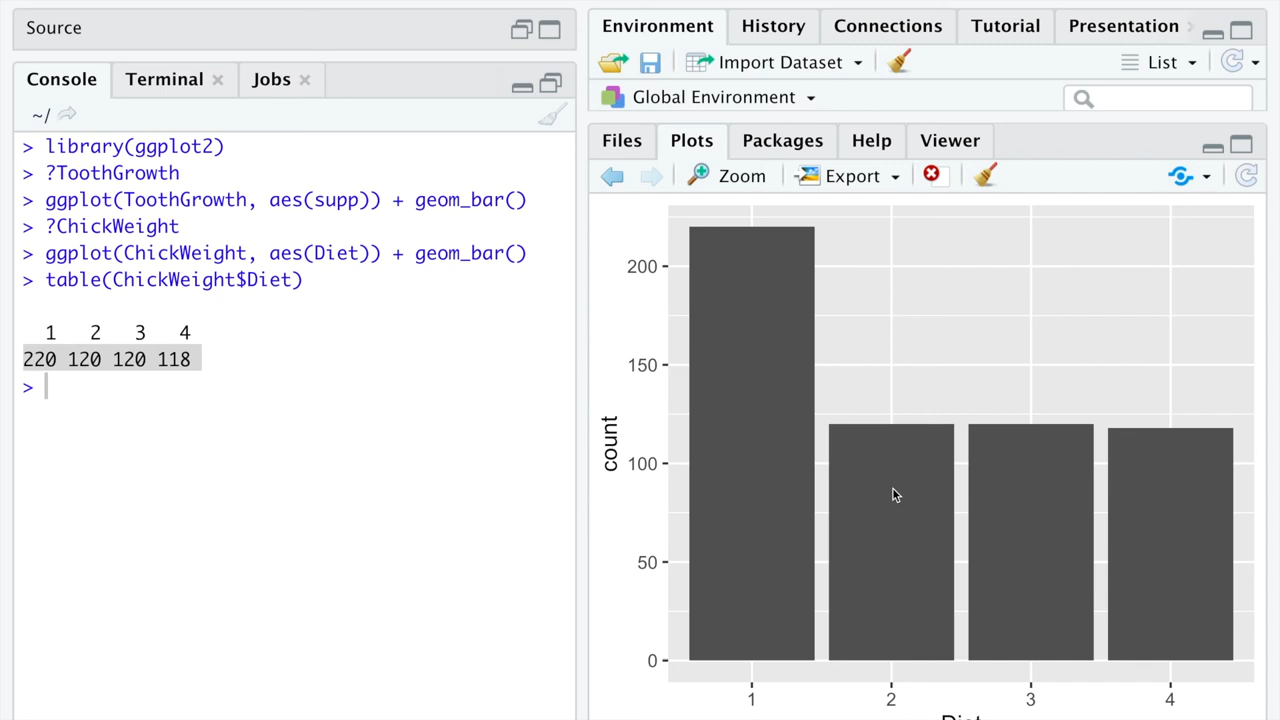 Source
Console Terminal Jobs
~/
> library(ggplot2)
> ?ToothGrowth
> ggplot(ToothGrowth, aes(supp)) + geom_bar()
> ?ChickWeight
> ggplot(ChickWeight, aes(Diet)) + geom_bar()
> table(ChickWeight$Diet)
1 2 3 4
220 120 120 118
>
Environment History Connections Tutorial Presentation
Import Dataset List
Global Environment
Files Plots Packages Help Viewer
Zoom Export
200
150
100
50
0
count
1 2 3 4
Diet